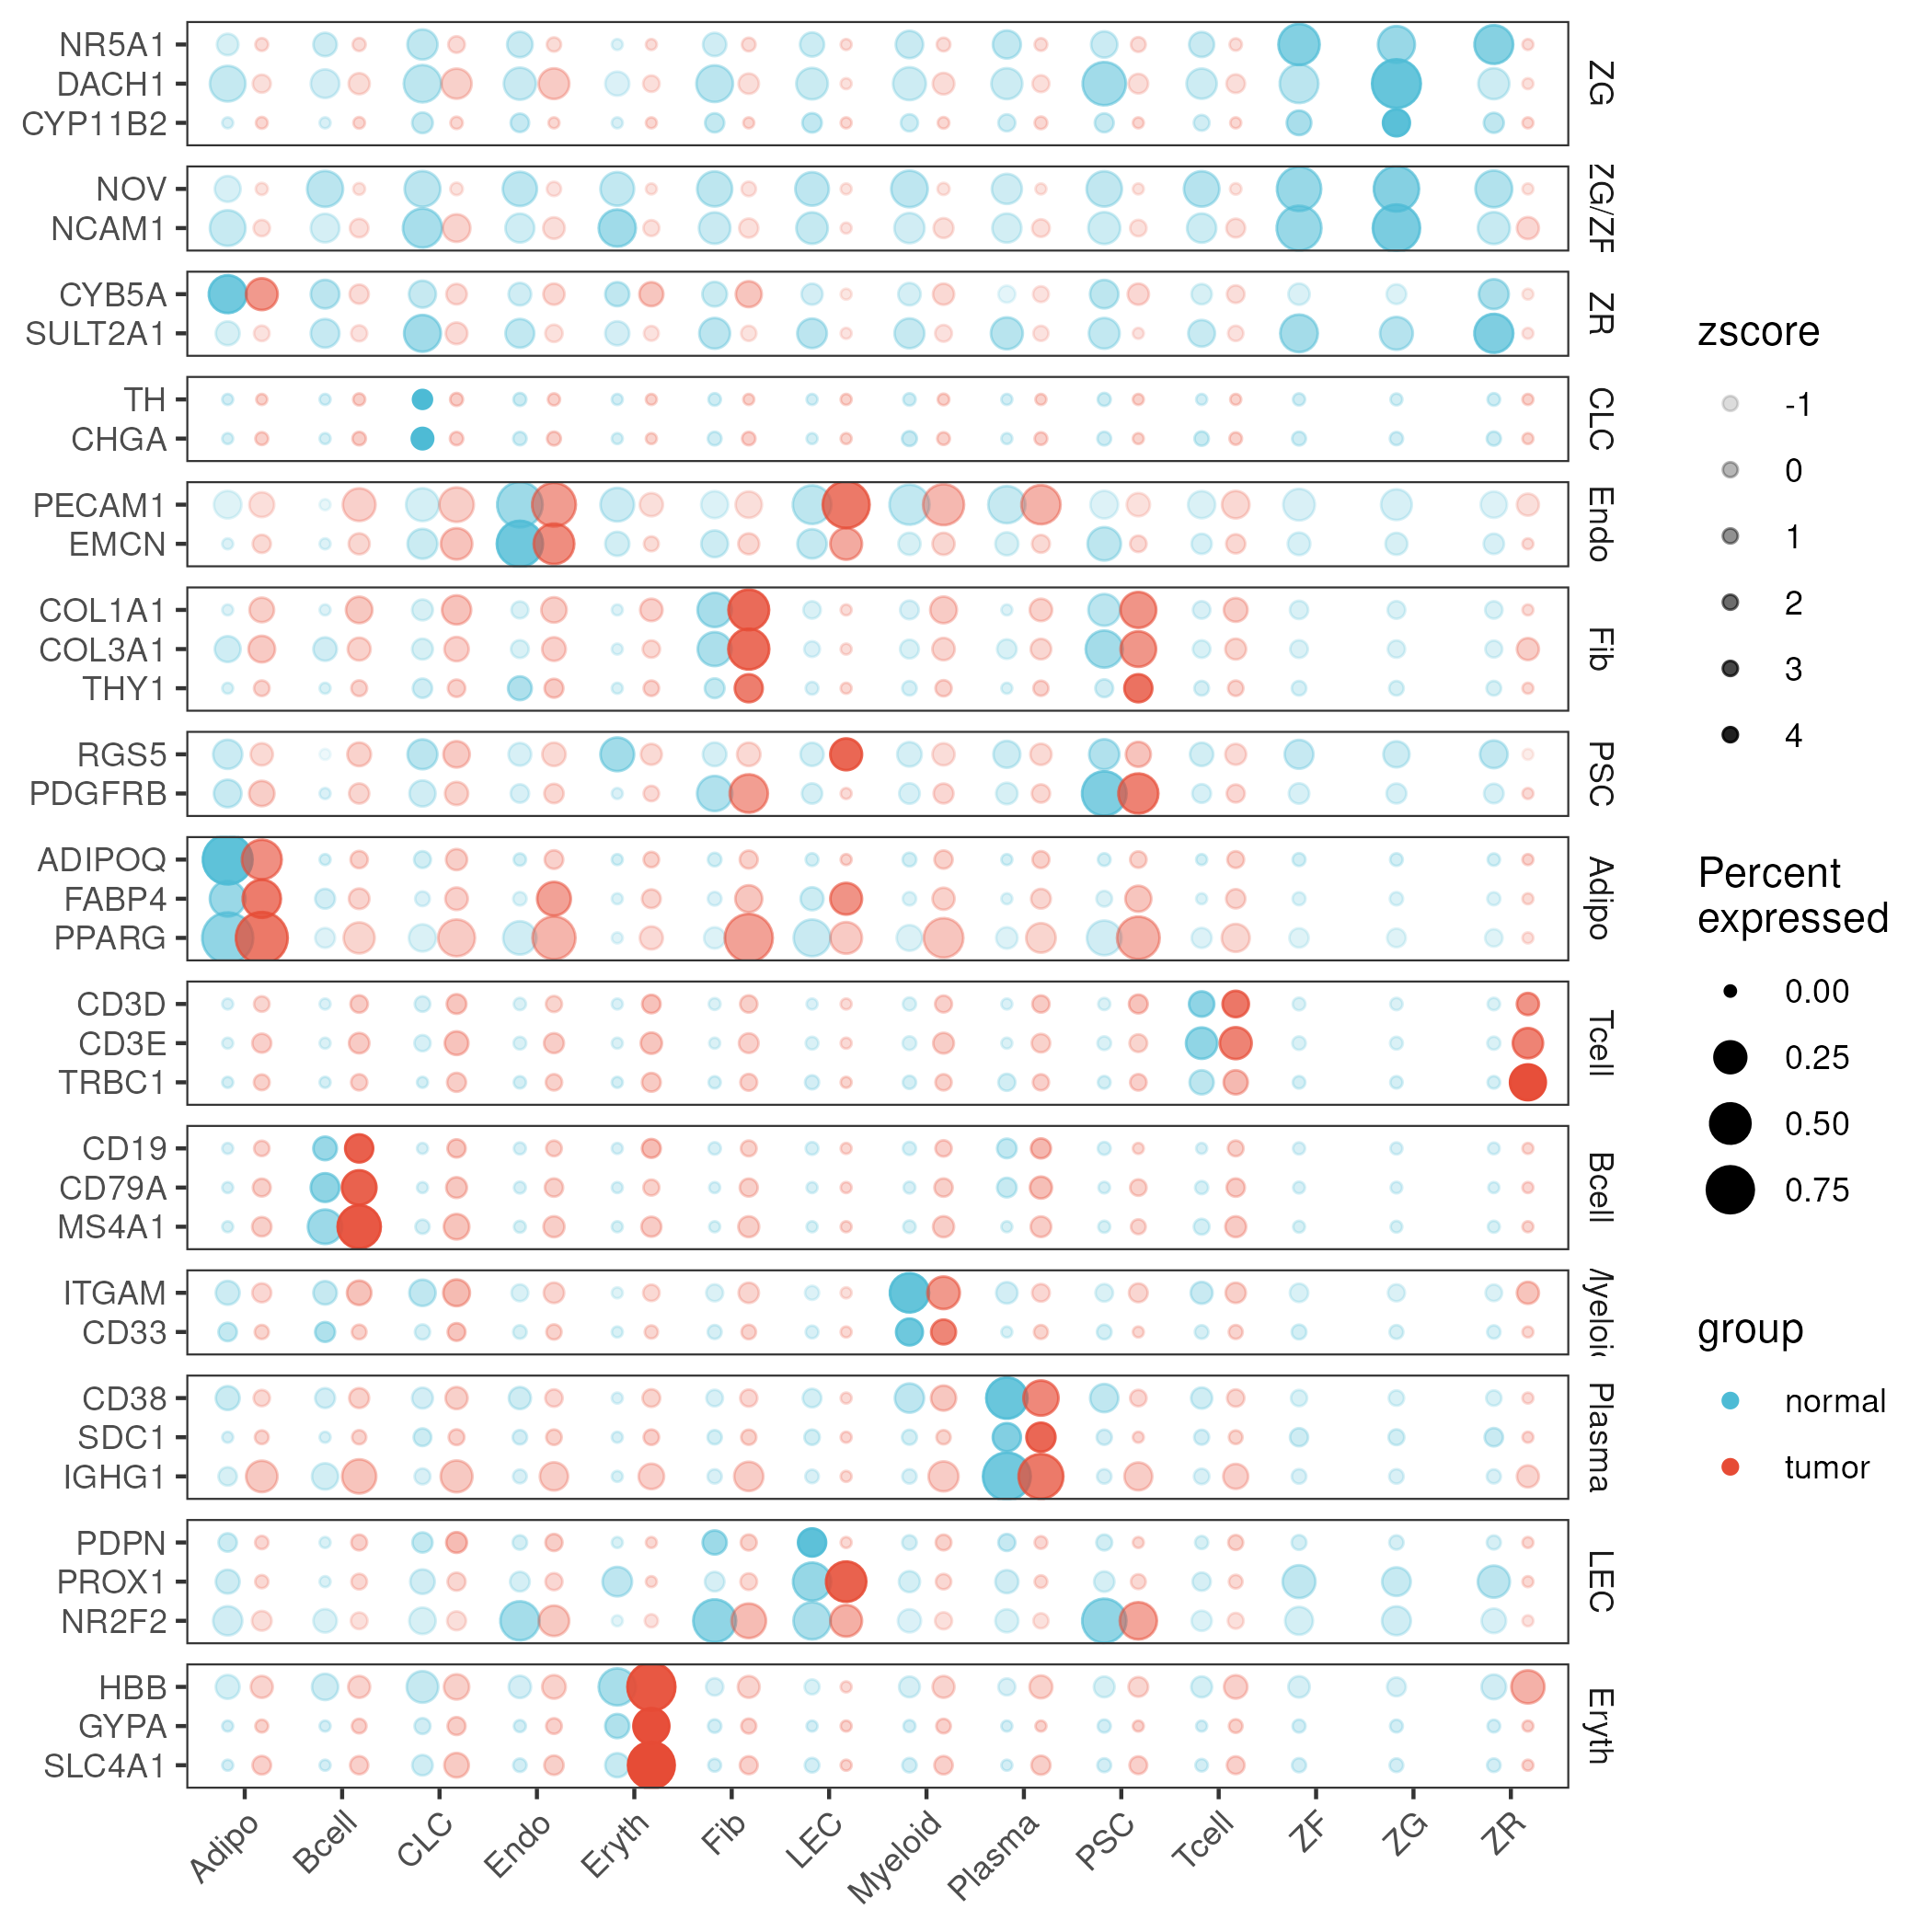 NR5A1
DACH1
CYP11B2
ZG
NOV
NCAM1
ZG/ZF
CYB5A
SULT2A1
ZR
TH
CHGA
CLC
PECAM1
EMCN
Endo
COL1A1
COL3A1
THY1
Fib
RGS5
PDGFRB
PSC
ADIPOQ
FABP4
PPARG
Adipo
CD3D
CD3E
TRBC1
Tcell
CD19
CD79A
MS4A1
Bcell
ITGAM
CD33
Myeloid
CD38
SDC1
IGHG1
Plasma
PDPN
PROX1
NR2F2
LEC
HBB
GYPA
SLC4A1
Eryth
Adipo
Bcell
CLC
Endo
Eryth
Fib
LEC
Myeloid
Plasma
PSC
Tcell
ZF
ZG
ZR
zscore
-1
0
1
2
3
4
Percent
expressed
0.00
0.25
0.50
0.75
group
normal
tumor